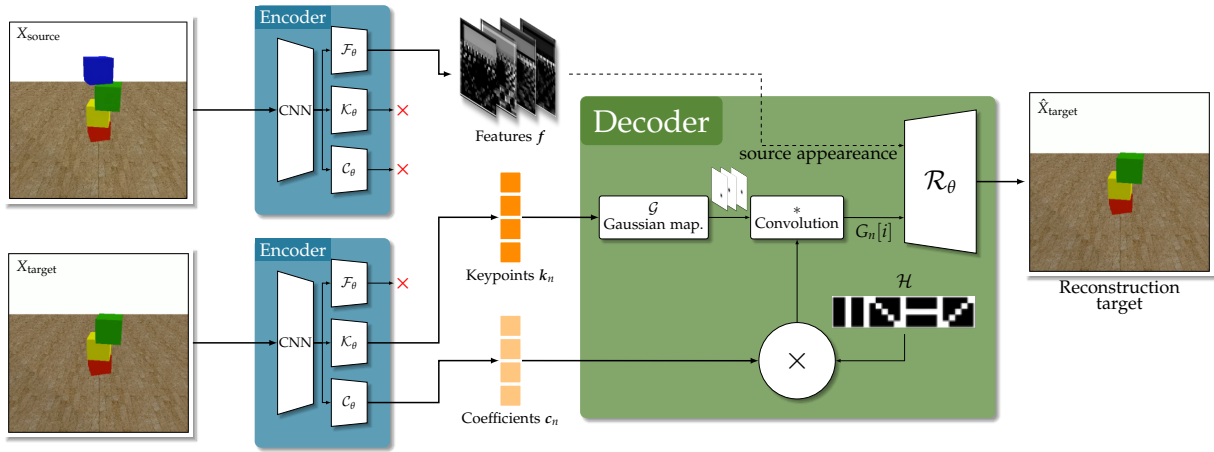 X_source
Encoder
CNN
ℱ_θ
𝒦_θ
×
𝒞_θ
×
Features f
Decoder
source appeareance
ℛ_θ
X̂_target
Reconstruction
target
𝒢
Gaussian map.
*
Convolution
G_n[i]
ℋ
×
Keypoints k_n
Coefficients c_n
X_target
Encoder
CNN
ℱ_θ
×
𝒦_θ
𝒞_θ